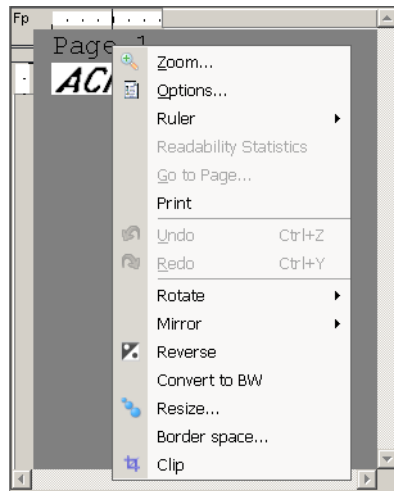 Fp
Page 1
Zoom...
Options...
Ruler
Readability Statistics
Go to Page...
Print
Undo Ctrl+Z
Redo Ctrl+Y
Rotate
Mirror
Reverse
Convert to BW
Resize...
Border space...
Clip